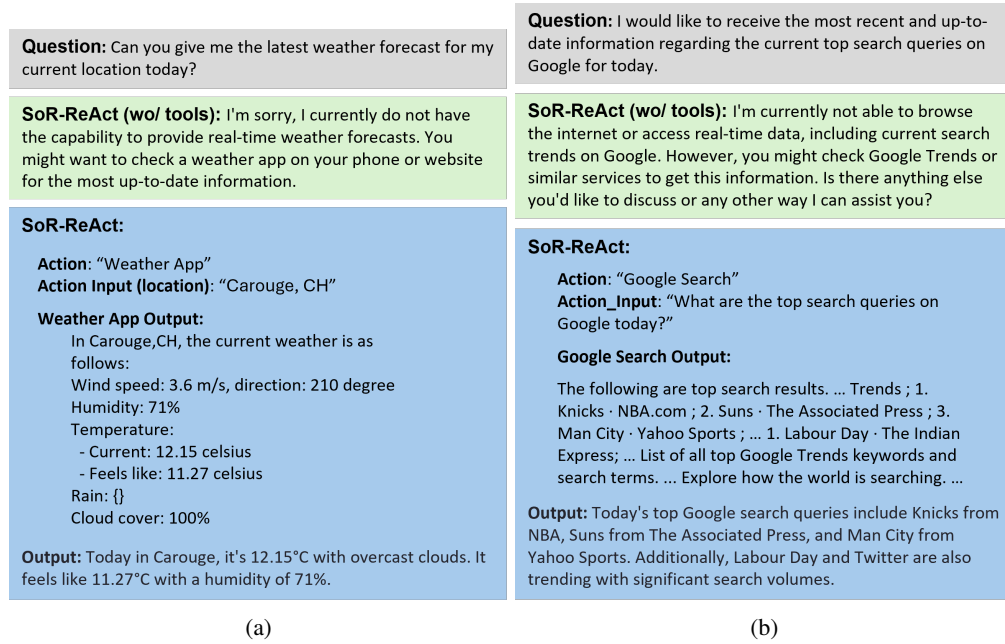 Question: Can you give me the latest weather forecast for my
current location today?
SoR-ReAct (wo/ tools): I'm sorry, I currently do not have
the capability to provide real-time weather forecasts. You
might want to check a weather app on your phone or website
for the most up-to-date information.
SoR-ReAct:
Action: “Weather App”
Action Input (location): “Carouge, CH”
Weather App Output:
In Carouge,CH, the current weather is as
follows:
Wind speed: 3.6 m/s, direction: 210 degree
Humidity: 71%
Temperature:
- Current: 12.15 celsius
- Feels like: 11.27 celsius
Rain: {}
Cloud cover: 100%
Output: Today in Carouge, it's 12.15°C with overcast clouds. It
feels like 11.27°C with a humidity of 71%.
(a)
Question: I would like to receive the most recent and up-to-
date information regarding the current top search queries on
Google for today.
SoR-ReAct (wo/ tools): I'm currently not able to browse
the internet or access real-time data, including current search
trends on Google. However, you might check Google Trends or
similar services to get this information. Is there anything else
you'd like to discuss or any other way I can assist you?
SoR-ReAct:
Action: “Google Search”
Action_Input: “What are the top search queries on
Google today?”
Google Search Output:
The following are top search results. ... Trends ; 1.
Knicks · NBA.com ; 2. Suns · The Associated Press ; 3.
Man City · Yahoo Sports ; ... 1. Labour Day · The Indian
Express; ... List of all top Google Trends keywords and
search terms. ... Explore how the world is searching. ...
Output: Today's top Google search queries include Knicks from
NBA, Suns from The Associated Press, and Man City from
Yahoo Sports. Additionally, Labour Day and Twitter are also
trending with significant search volumes.
(b)